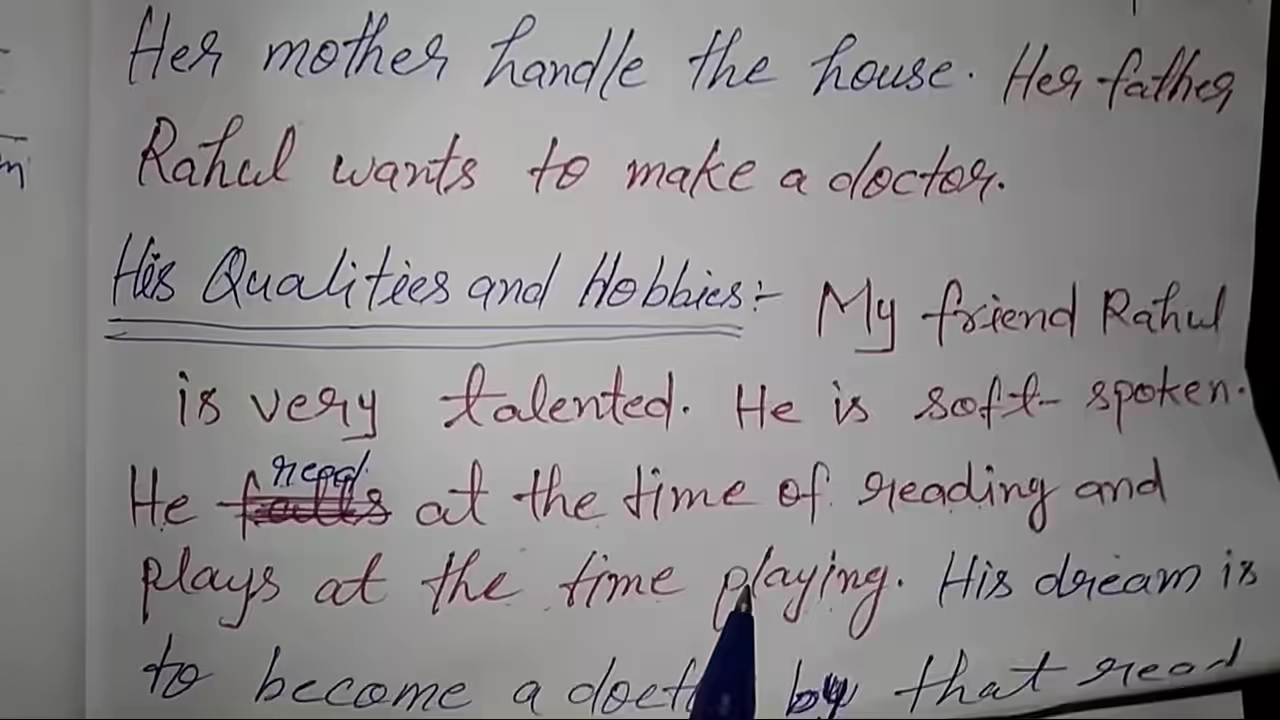 Her mother handle the house. Her father
Rahul wants to make a doctor.
His Qualities and Hobbies:- My friend Rahul
is very talented. He is soft-spoken.
He read at the time of reading and
plays at the time playing. His dream is
to become a by that read